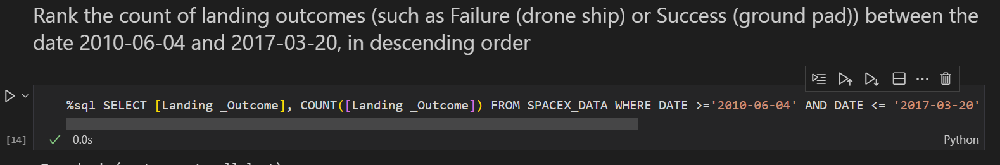 Rank the count of landing outcomes (such as Failure (drone ship) or Success (ground pad)) between the
date 2010-06-04 and 2017-03-20, in descending order
%sql SELECT [Landing _Outcome], COUNT([Landing _Outcome]) FROM SPACEX_DATA WHERE DATE >='2010-06-04' AND DATE <= '2017-03-20'
[14] 0.0s Python